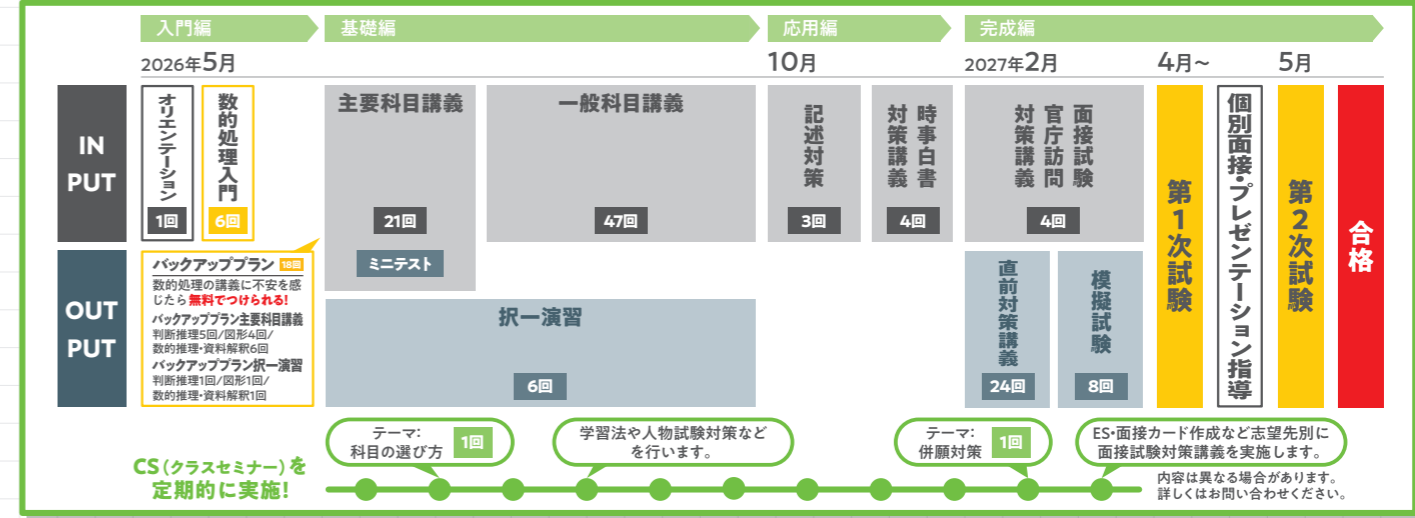 入門編
基礎編
応用編
完成編
2026年5月
10月
2027年2月
4月～
5月
IN
PUT
オリエンテーション
1回
数的処理入門
6回
主要科目講義
21回
ミニテスト
一般科目講義
47回
記述対策
3回
時事白書
対策講義
4回
面接試験
官庁訪問
対策講義
4回
第1次試験
個別面接・プレゼンテーション指導
第2次試験
合格
OUT
PUT
バックアッププラン 18回
数的処理の講義に不安を感
じたら無料でつけられる!
バックアッププラン主要科目講義
判断推理5回/図形4回/
数的推理・資料解釈6回
バックアッププラン択一演習
判断推理1回/図形1回/
数的推理・資料解釈1回
択一演習
6回
直前対策講義
24回
模擬試験
8回
CS(クラスセミナー)を
定期的に実施!
テーマ:
科目の選び方
1回
学習法や人物試験対策など
を行います。
テーマ:
併願対策
1回
ES・面接カード作成など志望先別に
面接試験対策講義を実施します。
内容は異なる場合があります。
詳しくはお問い合わせください。